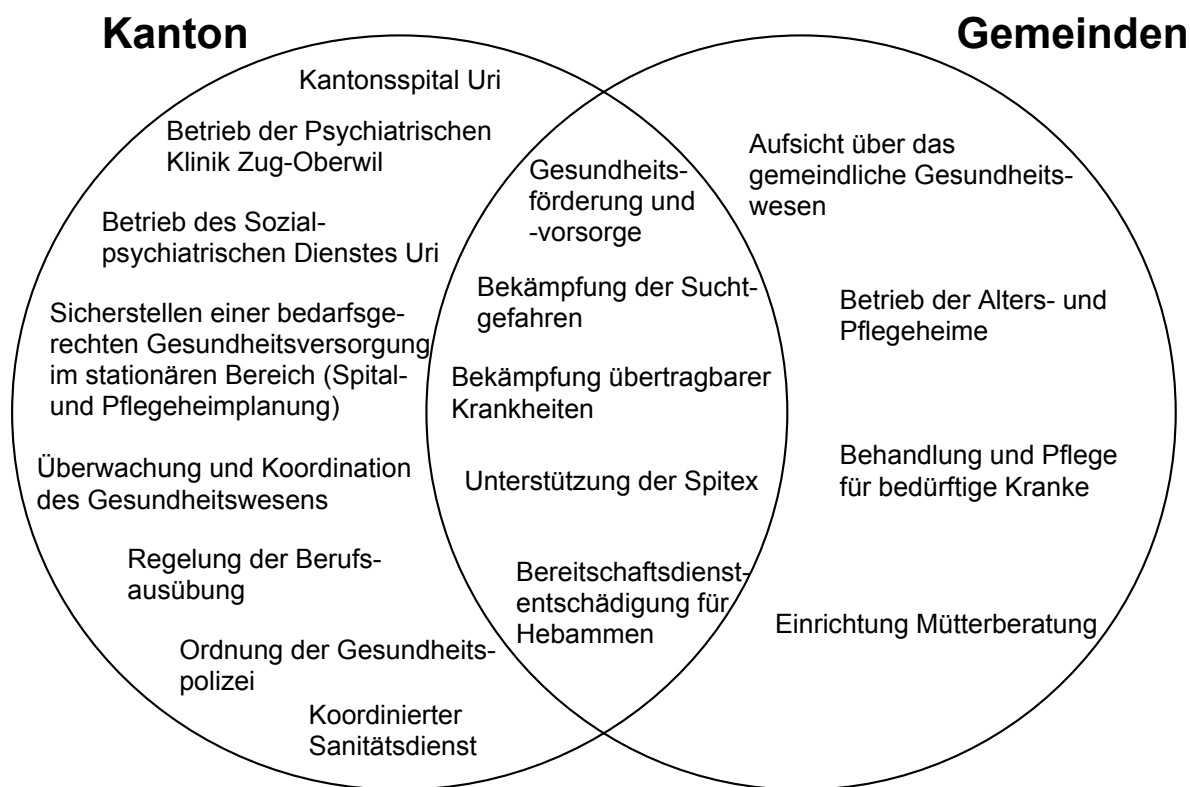 Kanton
Kantonsspital Uri
Betrieb der Psychiatrischen
Klinik Zug-Oberwil
Betrieb des Sozial-
psychiatrischen Dienstes Uri
Sicherstellen einer bedarfsge-
rechten Gesundheitsversorgung
im stationären Bereich (Spital-
und Pflegeheimplanung)
Überwachung und Koordination
des Gesundheitswesens
Regelung der Berufs-
ausübung
Ordnung der Gesundheits-
polizei
Koordinierter
Sanitätsdienst
Gesundheits-
förderung und
-vorsorge
Bekämpfung der Sucht-
gefahren
Bekämpfung übertragbarer
Krankheiten
Unterstützung der Spitex
Bereitschaftsdienst-
entschädigung für
Hebammen
Gemeinden
Aufsicht über das
gemeindliche Gesundheits-
wesen
Betrieb der Alters- und
Pflegeheime
Behandlung und Pflege
für bedürftige Kranke
Einrichtung Mütterberatung